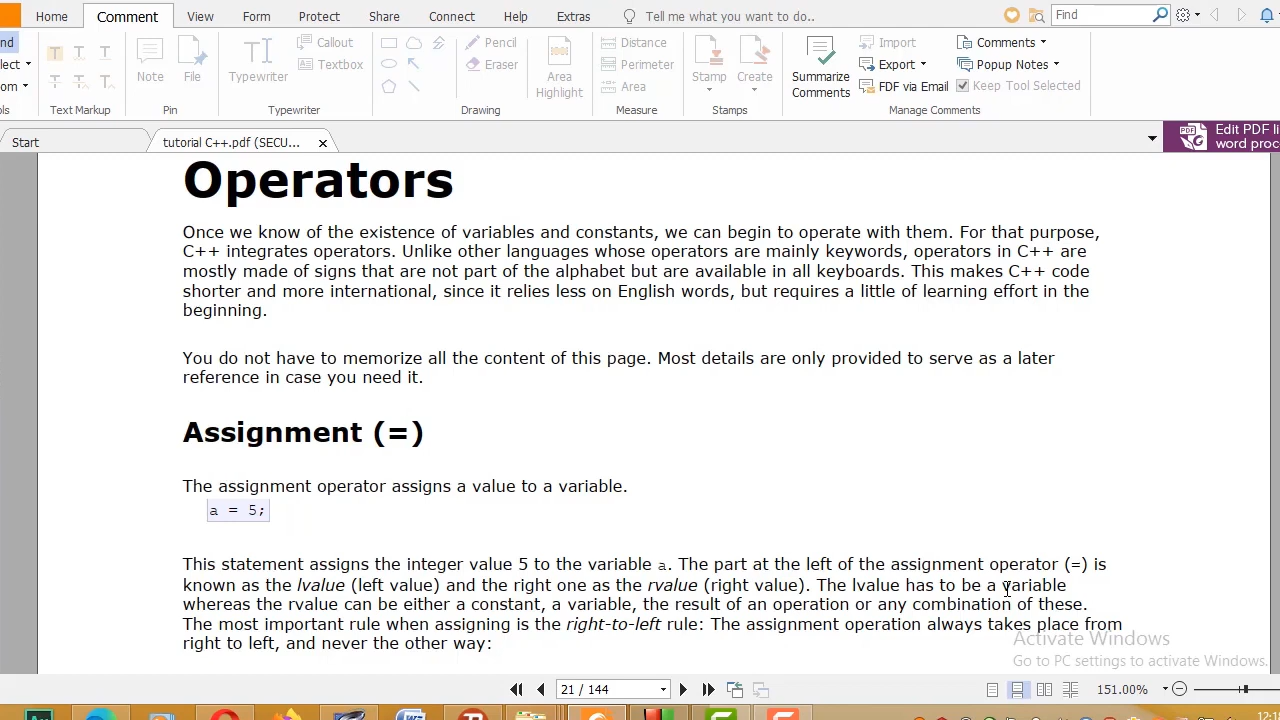 Home Comment View Form Protect Share Connect Help Extras Tell me what you want to do.. Find
nd
lect
om
ols
Note File
Pin
Text Markup
Typewriter
Callout
Textbox
Typewriter
Pencil
Eraser
Area Highlight
Drawing
Distance
Perimeter
Area
Measure
Stamp Create
Stamps
Summarize Comments
Import
Export
FDF via Email
Comments
Popup Notes
Keep Tool Selected
Manage Comments
Start tutorial C++.pdf (SECU... Edit PDF li
word proc
Operators
Once we know of the existence of variables and constants, we can begin to operate with them. For that purpose,
C++ integrates operators. Unlike other languages whose operators are mainly keywords, operators in C++ are
mostly made of signs that are not part of the alphabet but are available in all keyboards. This makes C++ code
shorter and more international, since it relies less on English words, but requires a little of learning effort in the
beginning.
You do not have to memorize all the content of this page. Most details are only provided to serve as a later
reference in case you need it.
Assignment (=)
The assignment operator assigns a value to a variable.
a = 5;
This statement assigns the integer value 5 to the variable a. The part at the left of the assignment operator (=) is
known as the lvalue (left value) and the right one as the rvalue (right value). The lvalue has to be a variable
whereas the rvalue can be either a constant, a variable, the result of an operation or any combination of these.
The most important rule when assigning is the right-to-left rule: The assignment operation always takes place from
right to left, and never the other way:
Activate Windows
Go to PC settings to activate Windows.
21 / 144 151.00%